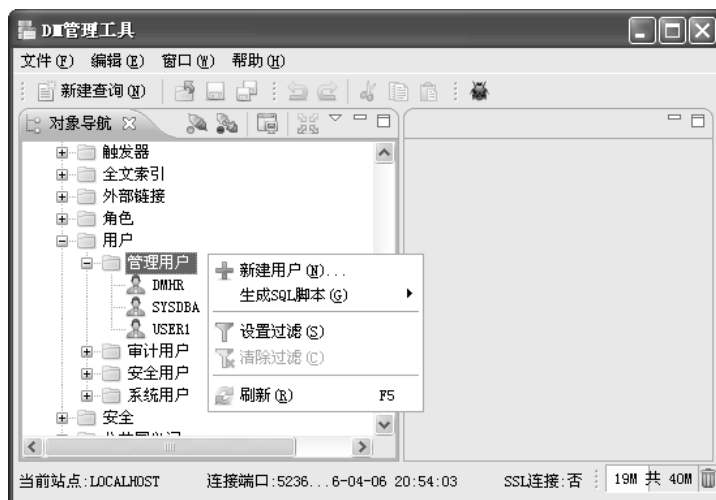 DM管理工具
文件(F) 编辑(E) 窗口(W) 帮助(H)
新建查询(N)
对象导航
触发器
全文索引
外部链接
角色
用户
管理用户
DMHR
SYSDBA
USER1
审计用户
安全用户
系统用户
安全
新建用户(N)...
生成SQL脚本(G)
设置过滤(S)
清除过滤(C)
刷新(R) F5
当前站点:LOCALHOST 连接端口:5236...6-04-06 20:54:03 SSL连接:否 19M 共 40M